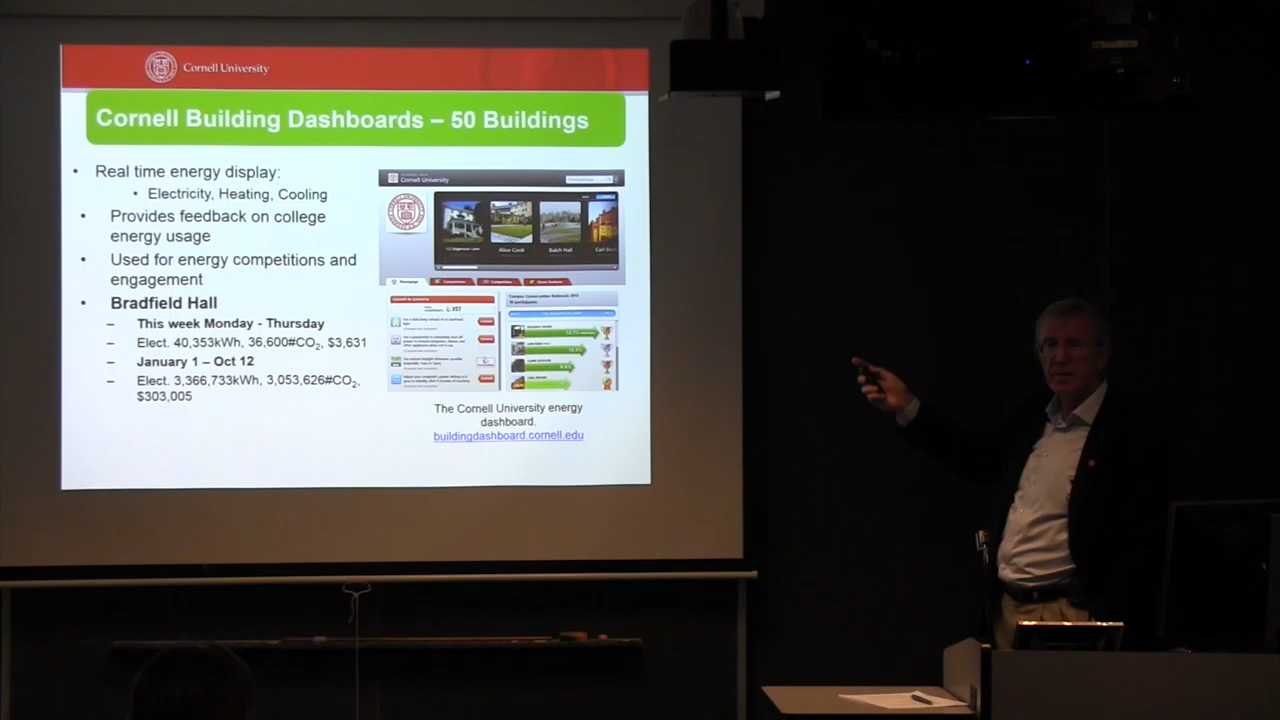 Cornell University
Cornell Building Dashboards – 50 Buildings
• Real time energy display:
• Electricity, Heating, Cooling
• Provides feedback on college
energy usage
• Used for energy competitions and
engagement
• Bradfield Hall
– This week Monday - Thursday
– Elect. 40,353kWh, 36,600#CO2, $3,631
– January 1 – Oct 12
– Elect. 3,366,733kWh, 3,053,626#CO2,
$303,005
Cornell University
Alice Cook
Balch Hall
The Cornell University energy
dashboard.
buildingdashboard.cornell.edu